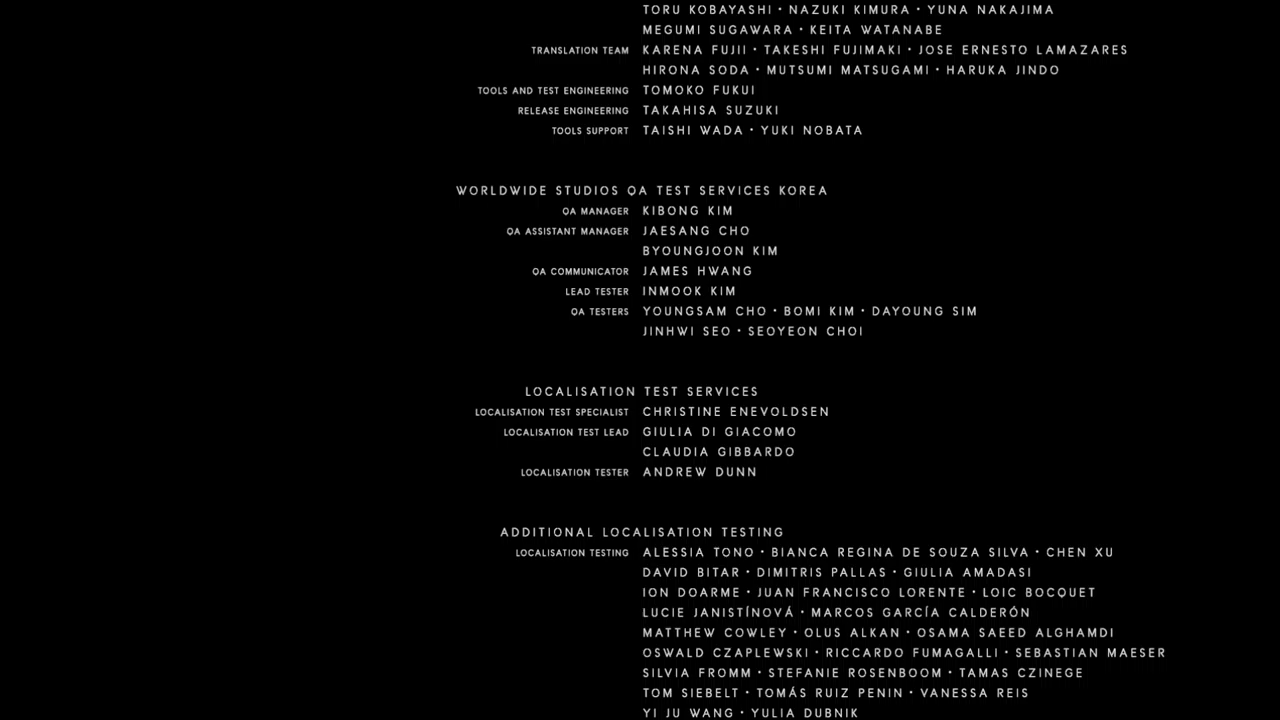 TORU KOBAYASHI • NAZUKI KIMURA • YUNA NAKAJIMA
MEGUMI SUGAWARA • KEITA WATANABE
TRANSLATION TEAM KARENA FUJII • TAKESHI FUJIMAKI • JOSE ERNESTO LAMAZARES
HIRONA SODA • MUTSUMI MATSUGAMI • HARUKA JINDO
TOOLS AND TEST ENGINEERING TOMOKO FUKUI
RELEASE ENGINEERING TAKAHISA SUZUKI
TOOLS SUPPORT TAISHI WADA • YUKI NOBATA
WORLDWIDE STUDIOS QA TEST SERVICES KOREA
QA MANAGER KIBONG KIM
QA ASSISTANT MANAGER JAESANG CHO
BYOUNGJOON KIM
QA COMMUNICATOR JAMES HWANG
LEAD TESTER INMOOK KIM
QA TESTERS YOUNGSAM CHO • BOMI KIM • DAYOUNG SIM
JINHWI SEO • SEOYEON CHOI
LOCALISATION TEST SERVICES
LOCALISATION TEST SPECIALIST CHRISTINE ENEVOLDSEN
LOCALISATION TEST LEAD GIULIA DI GIACOMO
CLAUDIA GIBBARDO
LOCALISATION TESTER ANDREW DUNN
ADDITIONAL LOCALISATION TESTING
LOCALISATION TESTING ALESSIA TONO • BIANCA REGINA DE SOUZA SILVA • CHEN XU
DAVID BITAR • DIMITRIS PALLAS • GIULIA AMADASI
ION DOARME • JUAN FRANCISCO LORENTE • LOIC BOCQUET
LUCIE JANISTÍNOVÁ • MARCOS GARCÍA CALDERÓN
MATTHEW COWLEY • OLUS ALKAN • OSAMA SAEED ALGHAMDI
OSWALD CZAPLEWSKI • RICCARDO FUMAGALLI • SEBASTIAN MAESER
SILVIA FROMM • STEFANIE ROSENBOOM • TAMAS CZINEGE
TOM SIEBELT • TOMÁS RUIZ PENIN • VANESSA REIS
YI JU WANG • YULIA DUBNIK